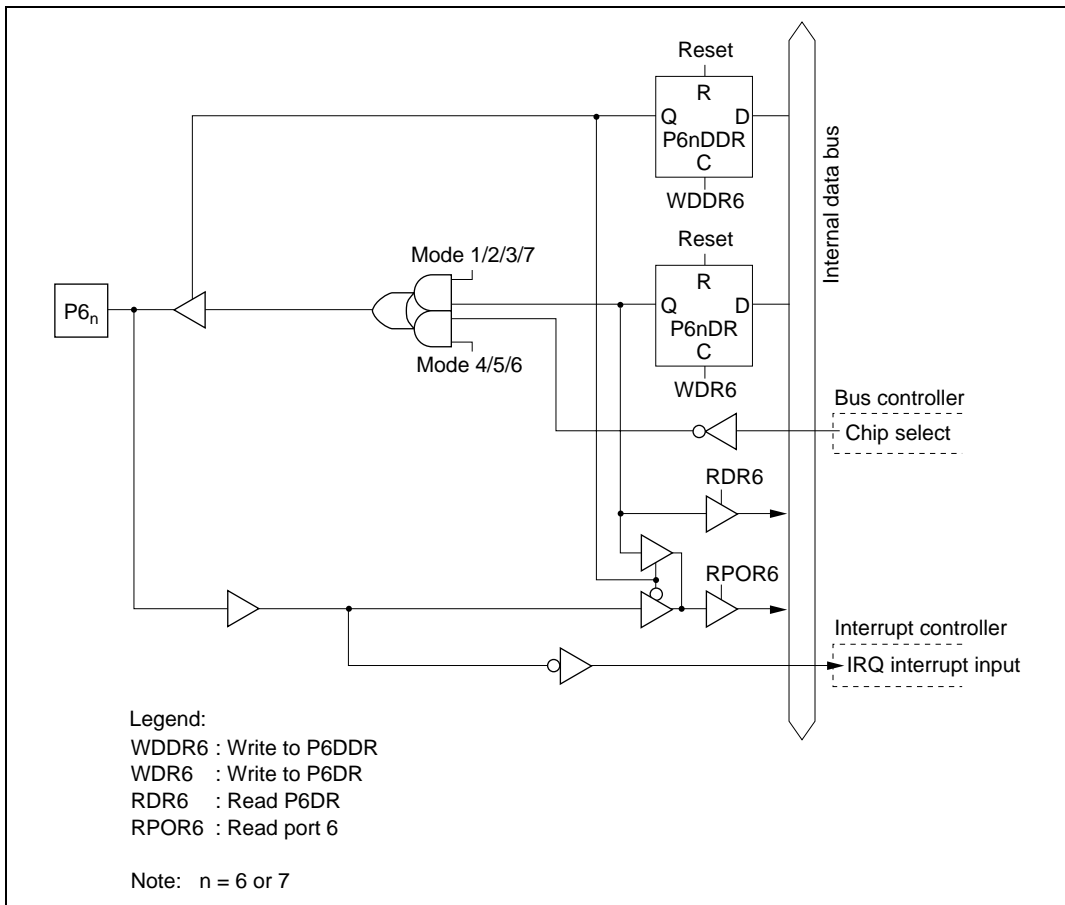 Reset
R
Q D
P6nDDR
C
WDDR6
Internal data bus
Reset
R
Q D
P6nDR
C
WDR6
Mode 1/2/3/7
P6n
Mode 4/5/6
Bus controller
Chip select
RDR6
RPOR6
Interrupt controller
IRQ interrupt input
Legend:
WDDR6 : Write to P6DDR
WDR6 : Write to P6DR
RDR6 : Read P6DR
RPOR6 : Read port 6
Note: n = 6 or 7